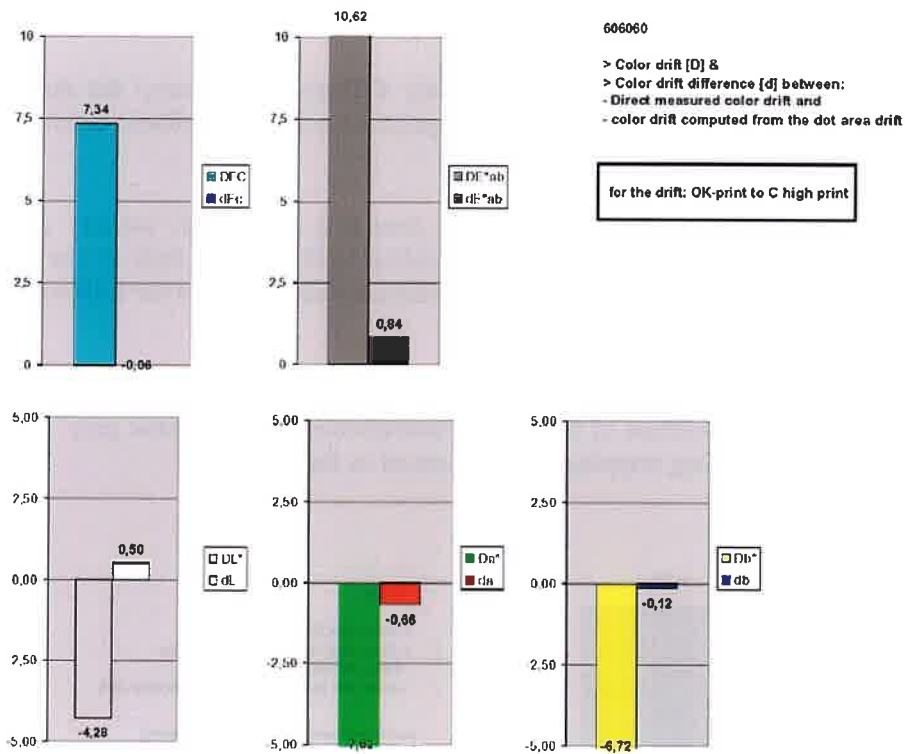 606060
> Color drift [D] &
> Color drift difference [d] between:
- Direct measured color drift and
- color drift computed from the dot area drift
for the drift: OK-print to C high print
10
7,5
5
2,5
0
7,34
-0,06
DFC
dFc
10
7,5
5
2,5
0
10,62
0,84
DE*ab
dE*ab
5,00
2,50
0,00
-2,50
-5,00
0,50
-4,28
DL*
dL
5,00
2,50
0,00
-2,50
-5,00
-0,66
Da*
da
5,00
2,50
0,00
-2,50
-5,00
-0,12
-6,72
Db*
db